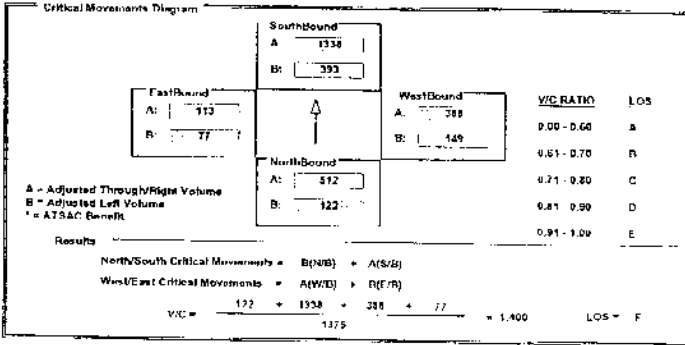 Critical Movements Diagram
SouthBound
A: 1338
B: 393
EastBound
A: 113
B: 77
WestBound
A: 388
B: 149
NorthBound
A: 512
B: 122
V/C RATIO LOS
0.00 - 0.60 A
0.61 - 0.70 B
0.71 - 0.80 C
0.81 - 0.90 D
0.91 - 1.00 E
A = Adjusted Through/Right Volume
B = Adjusted Left Volume
* = ATSAC Benefit
Results
North/South Critical Movements = B(N/B) + A(S/B)
West/East Critical Movements = A(W/B) + B(E/B)
V/C = 122 + 1338 + 388 + 77
1375
= 1.400 LOS = F